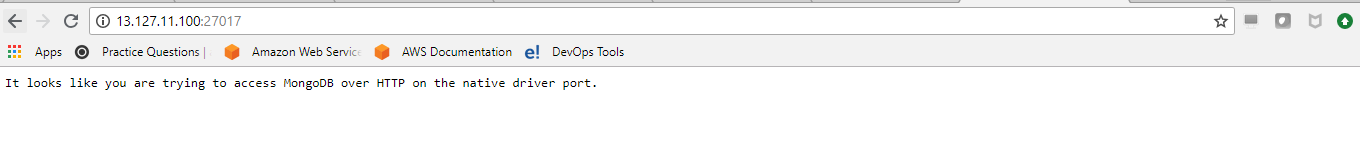 13.127.11.100:27017
Apps Practice Questions | Amazon Web Service AWS Documentation e! DevOps Tools
It looks like you are trying to access MongoDB over HTTP on the native driver port.